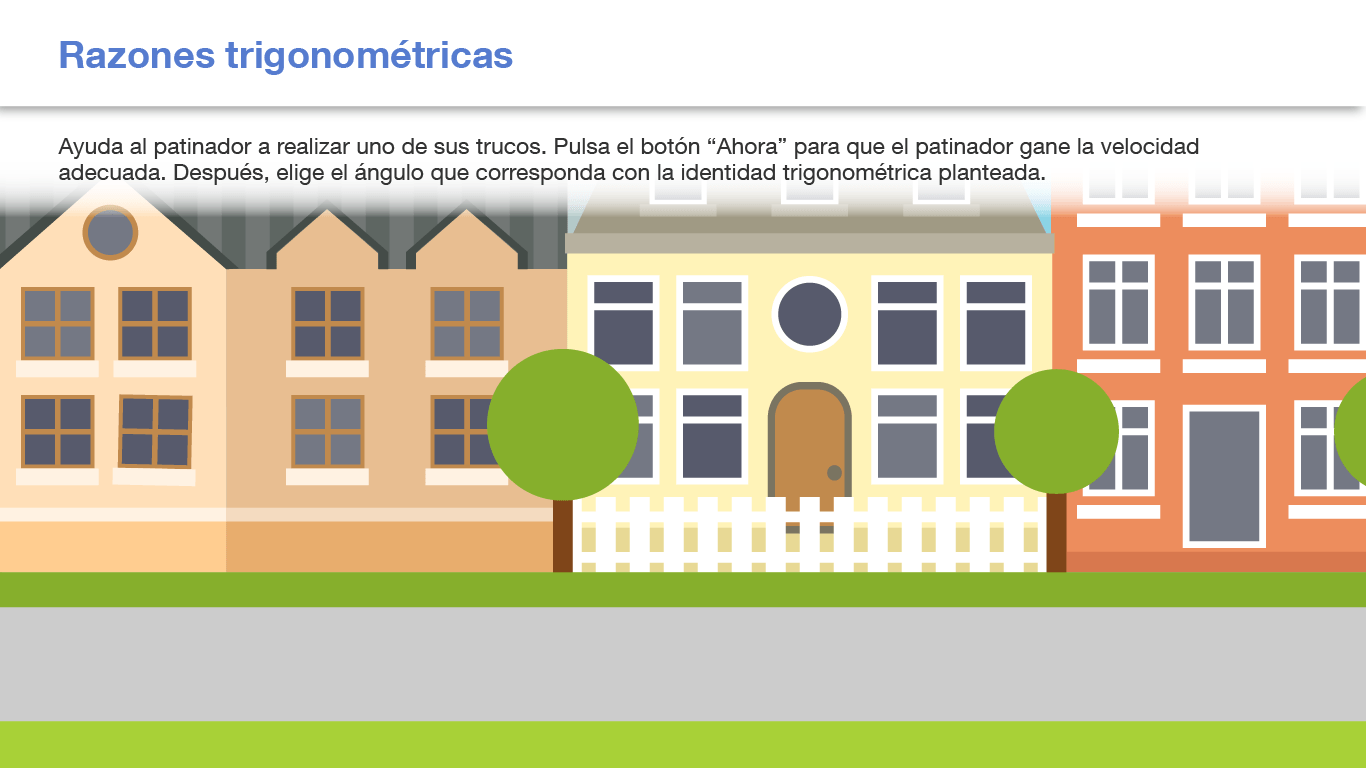 Razones trigonométricas
Ayuda al patinador a realizar uno de sus trucos. Pulsa el botón “Ahora” para que el patinador gane la velocidad
adecuada. Después, elige el ángulo que corresponda con la identidad trigonométrica planteada.